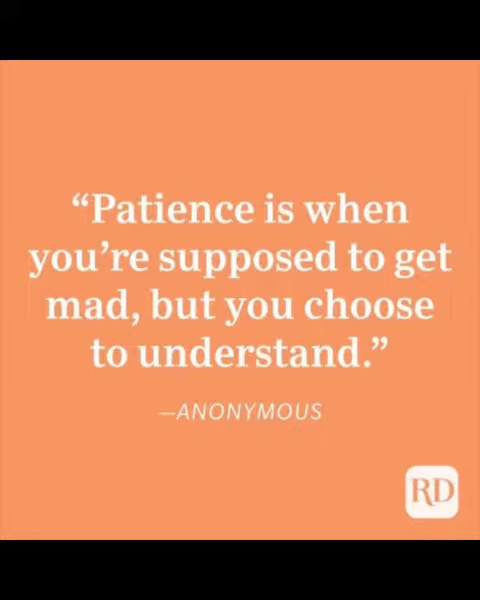 “Patience is when
you’re supposed to get
mad, but you choose
to understand.”
—ANONYMOUS
RD